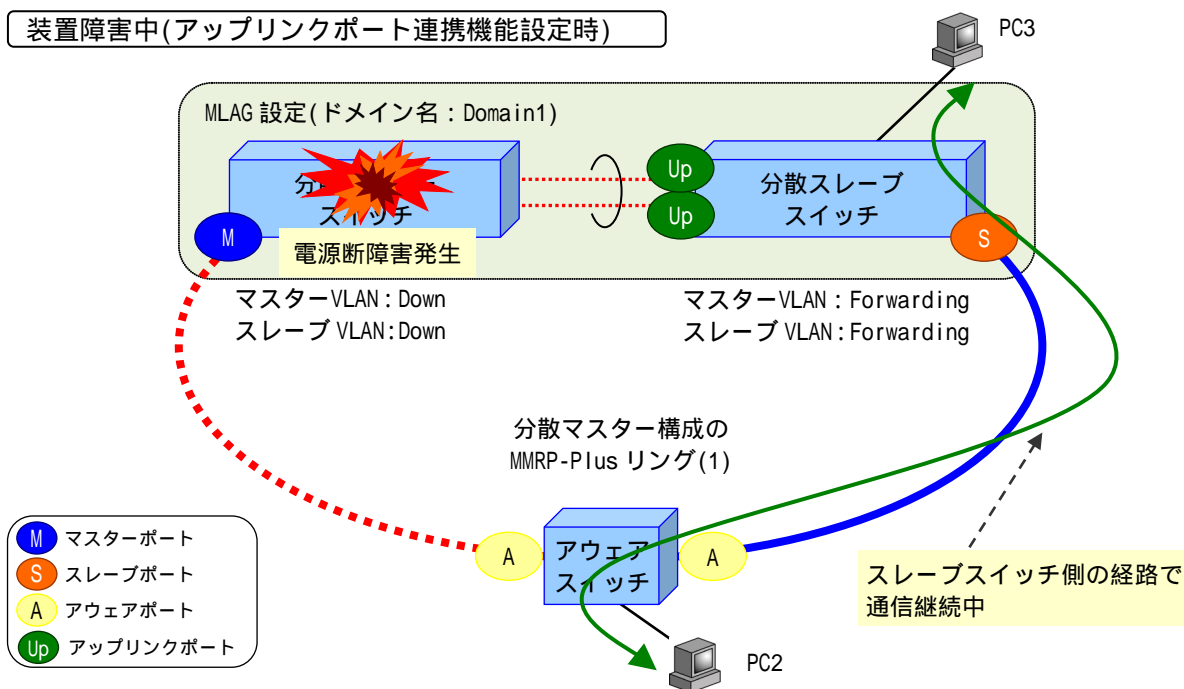 装置障害中(アップリンクポート連携機能設定時)
PC3
MLAG 設定(ドメイン名:Domain1)
分
スイッチ
Up
Up
分散スレーブ
スイッチ
M
電源断障害発生
S
マスターVLAN:Down
スレーブ VLAN:Down
マスターVLAN:Forwarding
スレーブ VLAN:Forwarding
分散マスター構成の
MMRP-Plus リング(1)
A
アウェア
スイッチ
A
スレーブスイッチ側の経路で
通信継続中
PC2
M マスターポート
S スレーブポート
A アウェアポート
Up アップリンクポート